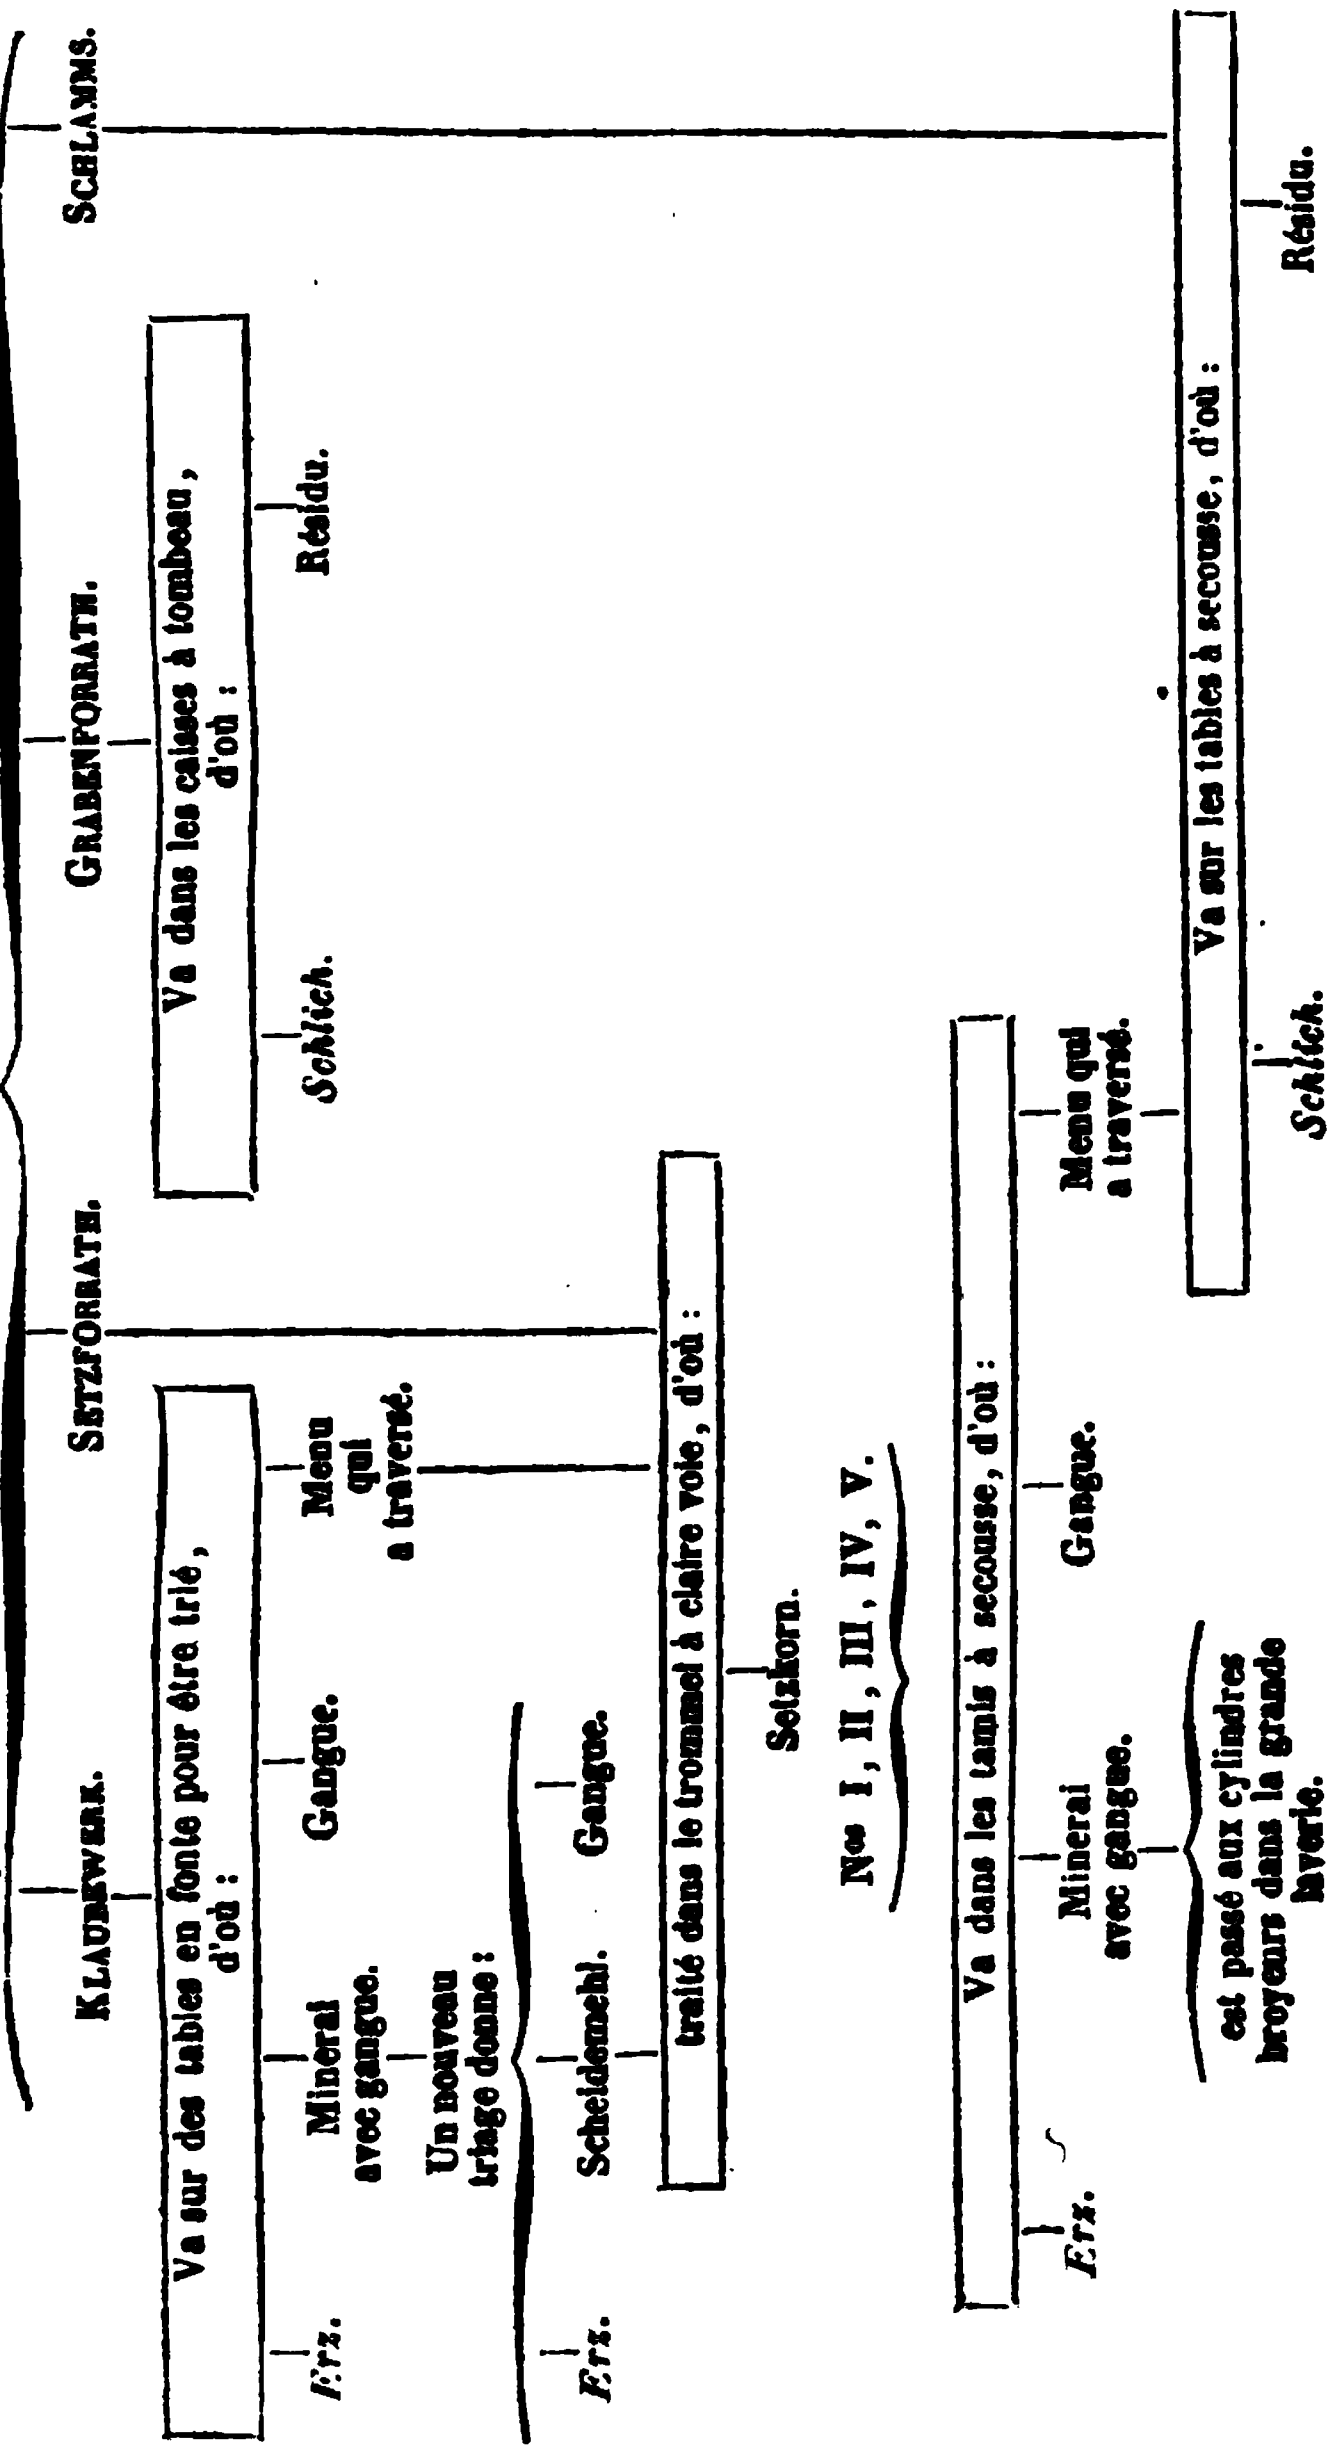 KLAUBEWERK.
SETZFORRATH.
GRABENFORRATH.
SCHLAMMS.
Va sur des tables en fonte pour être trié,
d'où :
Va dans les caisses à tombeau,
d'où :
Erz.
Minerai
avec gangue.
Gangue.
Menu
qui
a traversé.
Schlich.
Résidu.
Un nouveau
triage donne :
Erz.
Scheidemehl.
Gangue.
traité dans le trommel à claire voie, d'où :
Setzkorn.
Nos I, II, III, IV, V.
Va dans les tamis à secousse, d'où :
Erz.
Minerai
avec gangue.
Gangue.
Menu qui
a traversé.
est passé aux cylindres
broyeurs dans la grande
laverie.
Va sur les tables à secousse, d'où :
Schlich.
Résidu.